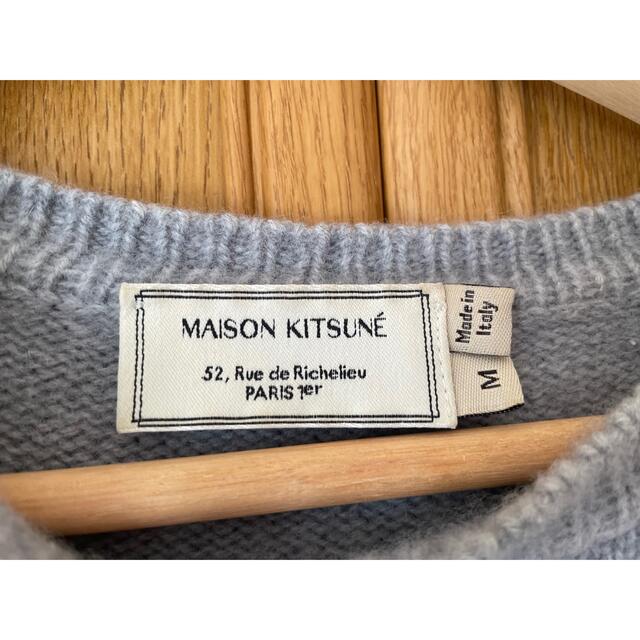 MAISON KITSUNÉ
52, Rue de Richelieu
PARIS 1er
Made in
Italy
M